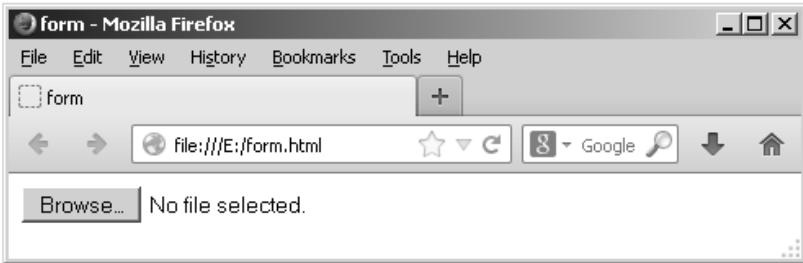 form - Mozilla Firefox
File Edit View History Bookmarks Tools Help
form +
file:///E:/form.html 8 Google
Browse... No file selected.